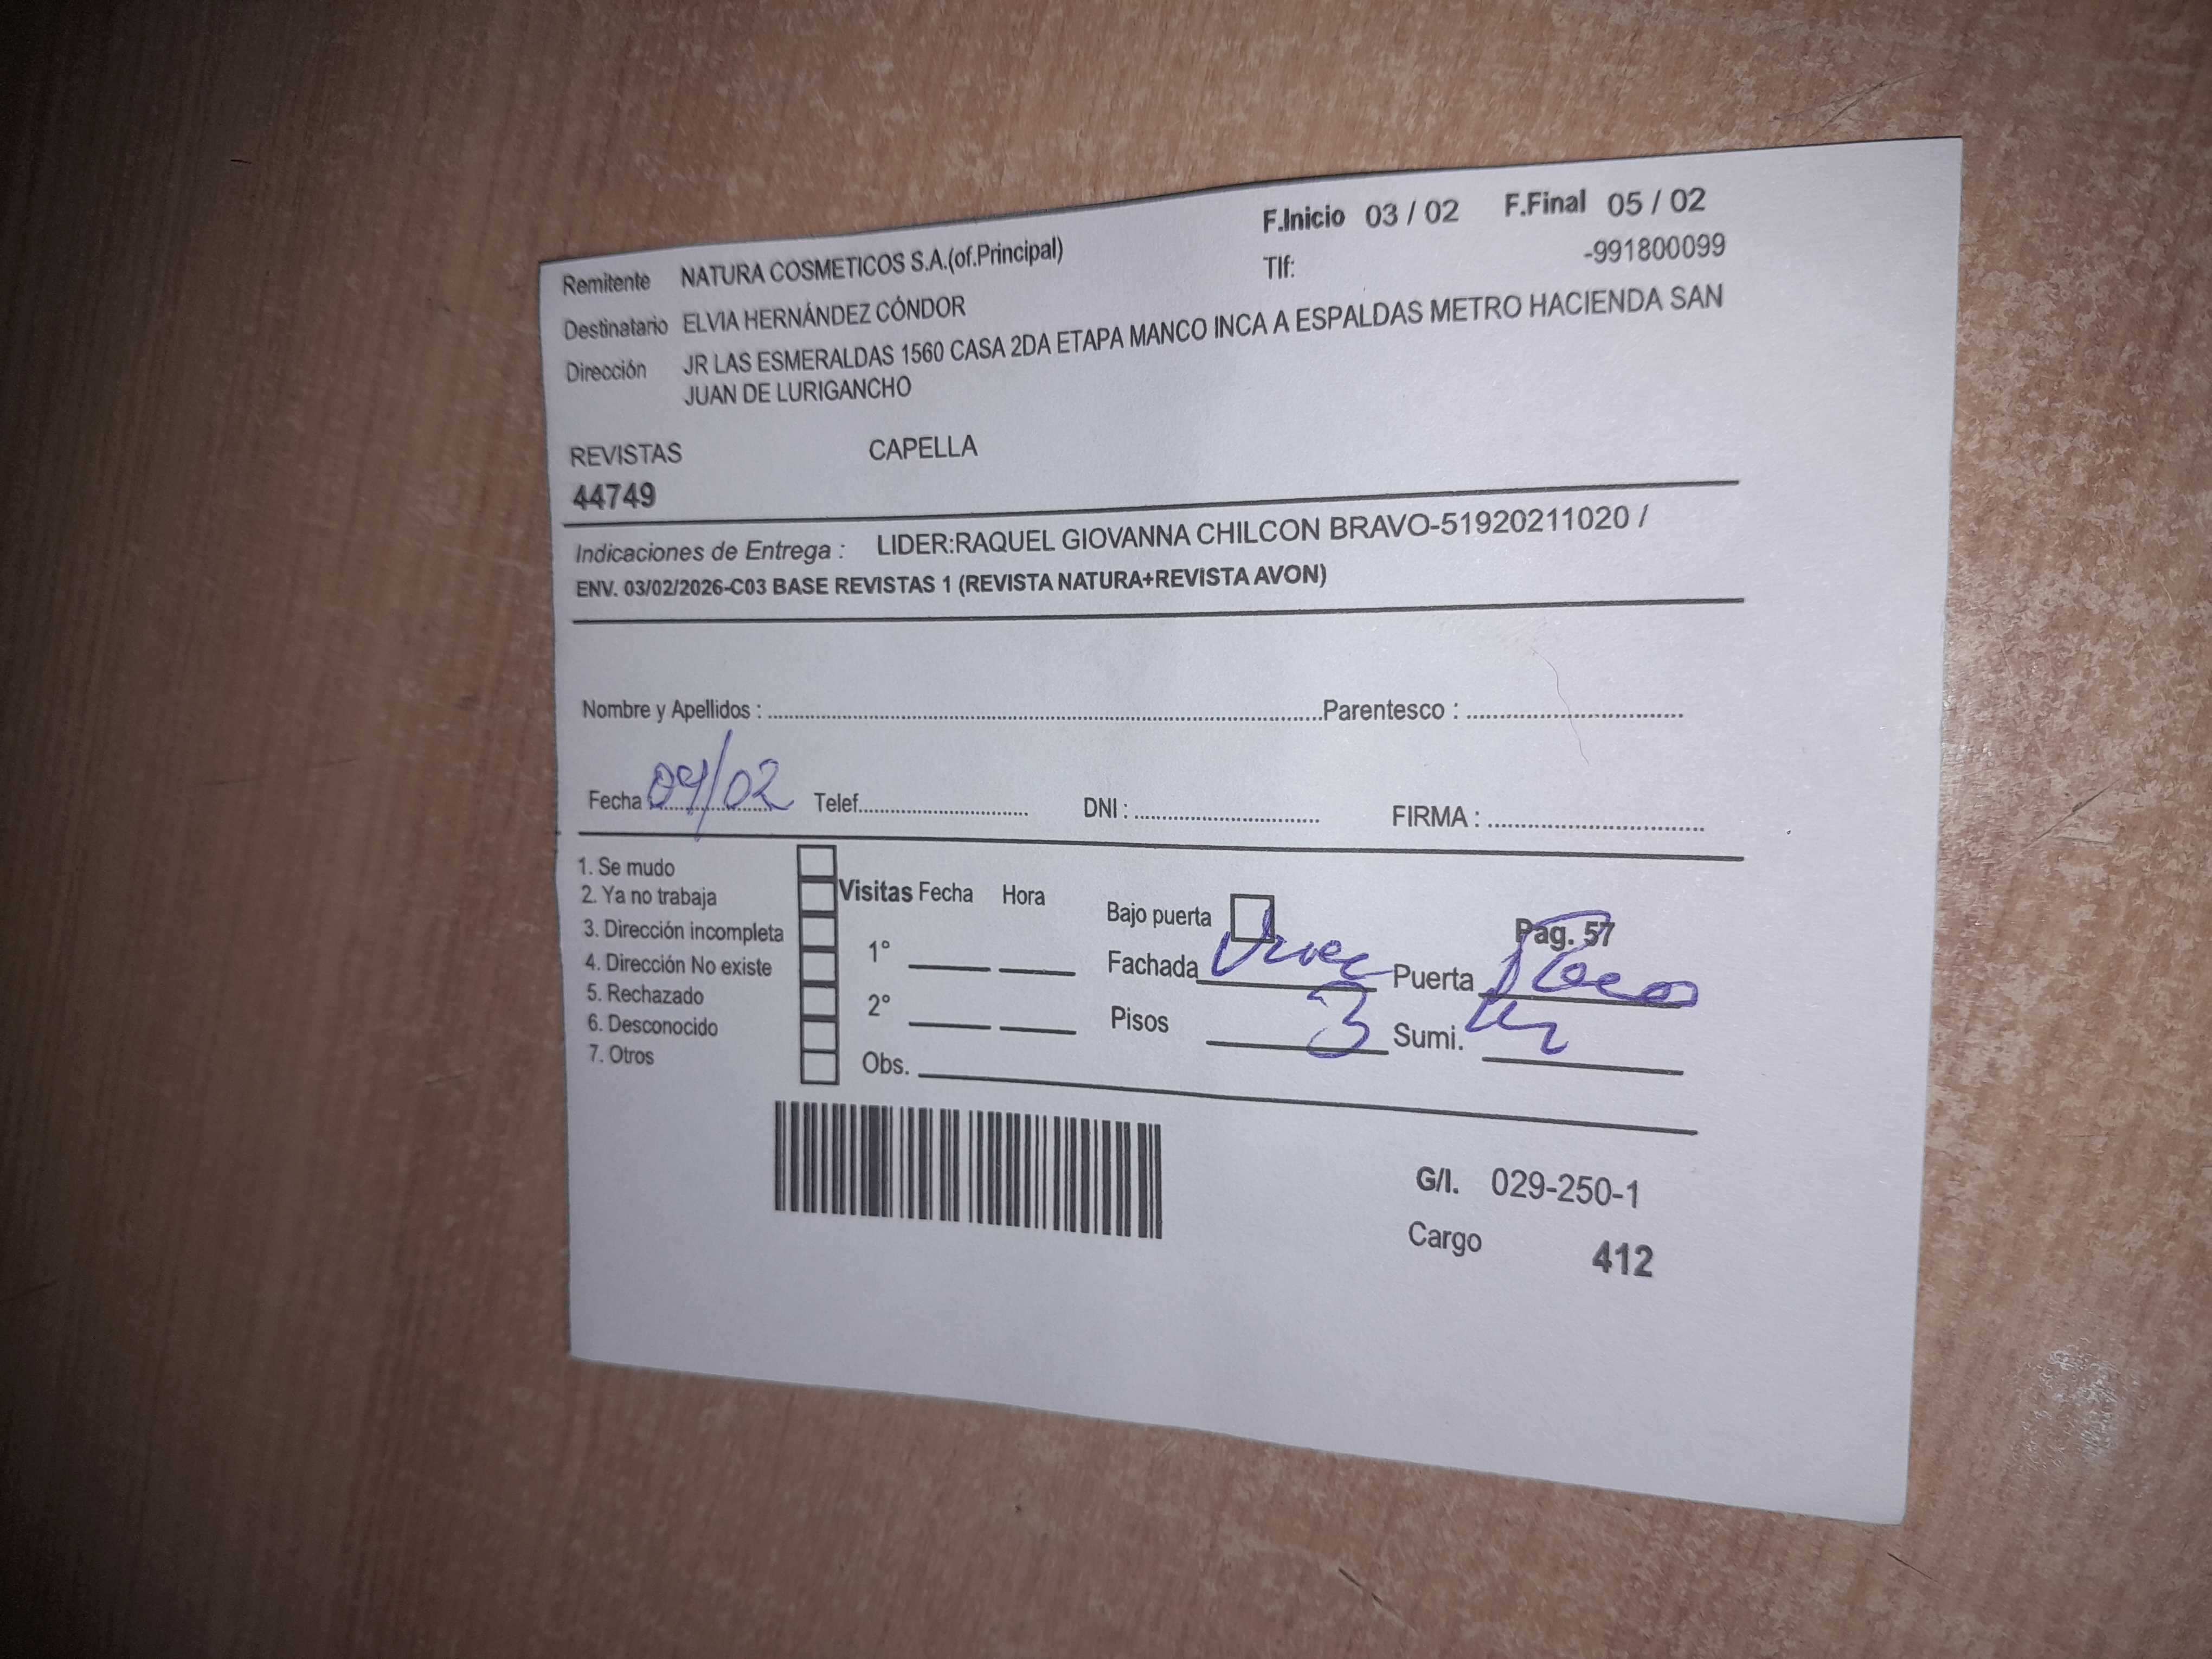 F.Inicio 03 / 02 F.Final 05 / 02
Remitente NATURA COSMETICOS S.A.(of.Principal) Tlf: -991800099
Destinatario ELVIA HERNÁNDEZ CÓNDOR
Dirección JR LAS ESMERALDAS 1560 CASA 2DA ETAPA MANCO INCA A ESPALDAS METRO HACIENDA SAN
JUAN DE LURIGANCHO
REVISTAS CAPELLA
44749
Indicaciones de Entrega : LIDER:RAQUEL GIOVANNA CHILCON BRAVO-51920211020 /
ENV. 03/02/2026-C03 BASE REVISTAS 1 (REVISTA NATURA+REVISTA AVON)
Nombre y Apellidos : Parentesco :
Fecha 04/02 Telef. DNI : FIRMA :
1. Se mudo
2. Ya no trabaja
3. Dirección incompleta
4. Dirección No existe
5. Rechazado
6. Desconocido
7. Otros
Visitas Fecha Hora
1°
2°
Obs.
Bajo puerta Pag. 57
Fachada Puerta
Pisos 3 Sumi.
G/I. 029-250-1
Cargo 412